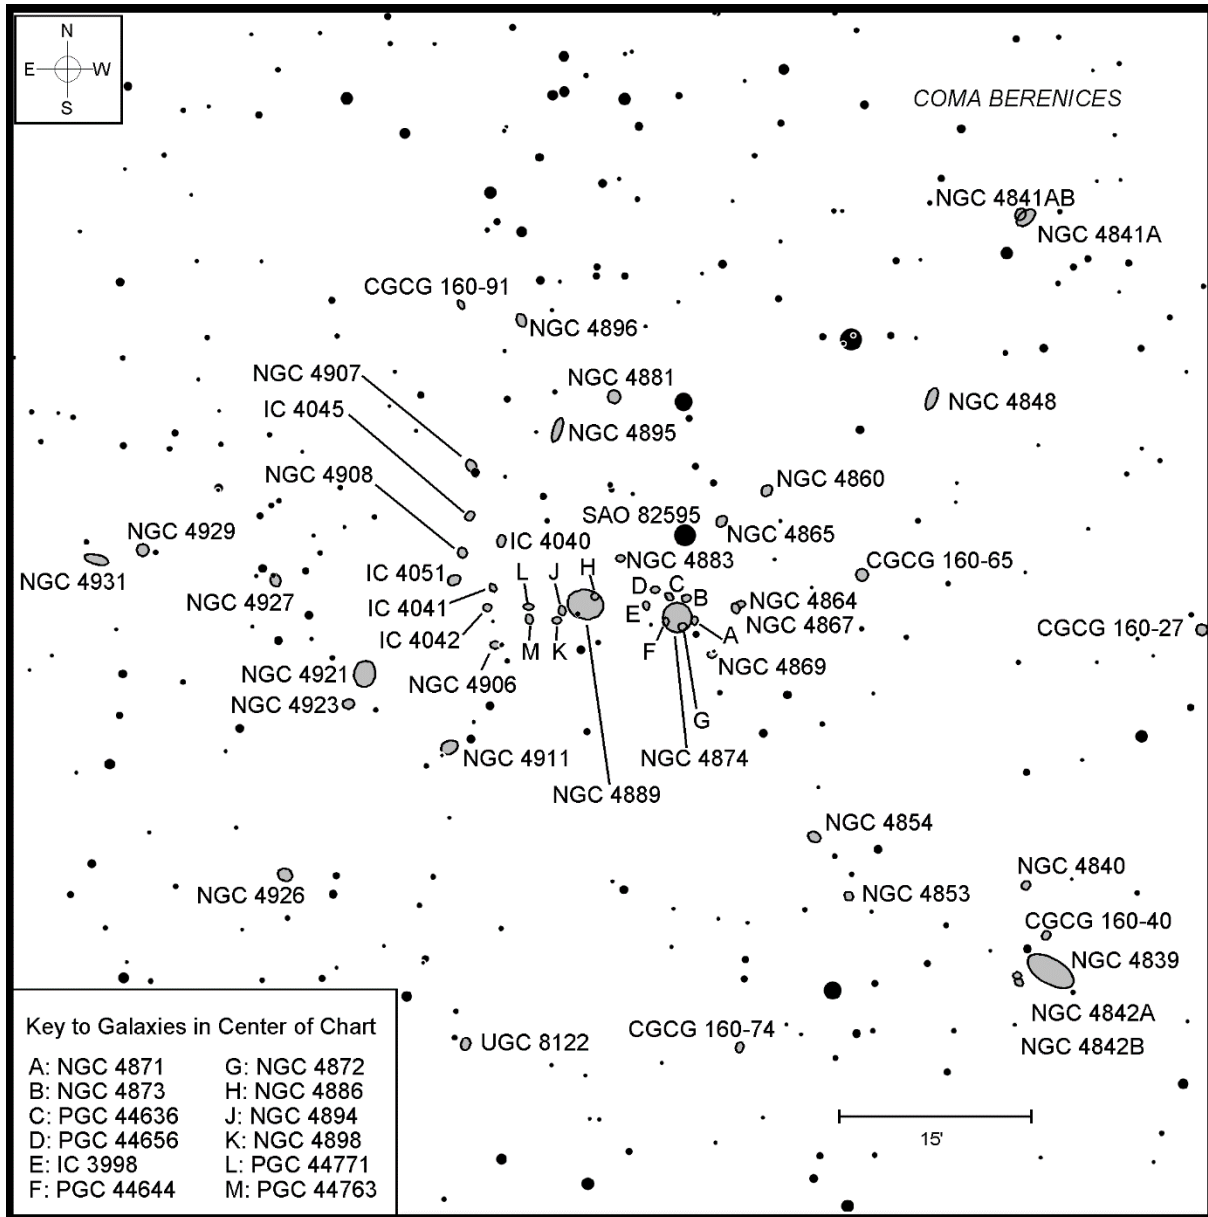 N
E W
S
COMA BERENICES
NGC 4841AB
NGC 4841A
CGCG 160-91
NGC 4896
NGC 4907
NGC 4881
IC 4045
NGC 4848
NGC 4895
NGC 4908
NGC 4860
SAO 82595
NGC 4929
NGC 4865
IC 4040
NGC 4883
CGCG 160-65
H
L J
NGC 4931
IC 4051
D C
NGC 4927
B
NGC 4864
IC 4041
E
NGC 4867
CGCG 160-27
IC 4042
A
M K F
NGC 4869
NGC 4921
NGC 4906
NGC 4923
G
NGC 4911
NGC 4874
NGC 4889
NGC 4854
NGC 4840
NGC 4926
NGC 4853
CGCG 160-40
NGC 4839
NGC 4842A
UGC 8122
CGCG 160-74
NGC 4842B
15'
Key to Galaxies in Center of Chart
A: NGC 4871 G: NGC 4872
B: NGC 4873 H: NGC 4886
C: PGC 44636 J: NGC 4894
D: PGC 44656 K: NGC 4898
E: IC 3998 L: PGC 44771
F: PGC 44644 M: PGC 44763